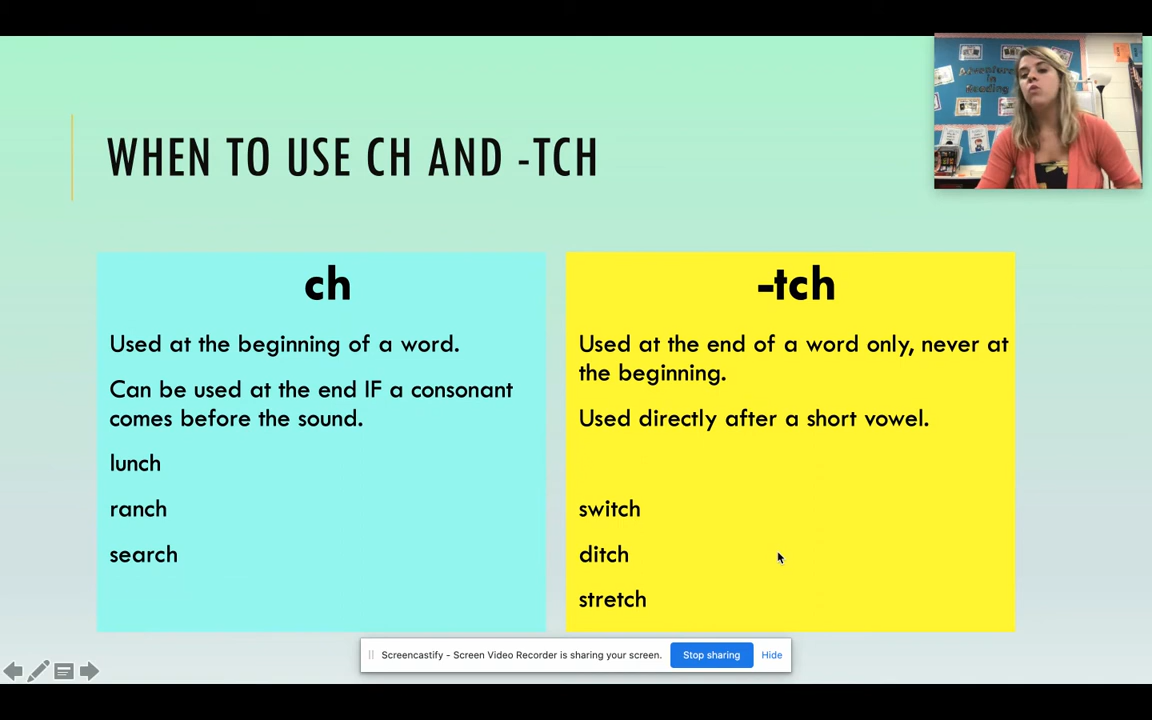 WHEN TO USE CH AND -TCH
ch
Used at the beginning of a word.
Can be used at the end IF a consonant
comes before the sound.
lunch
ranch
search
-tch
Used at the end of a word only, never at
the beginning.
Used directly after a short vowel.
switch
ditch
stretch
Adventures
in
Reading
Screencastify - Screen Video Recorder is sharing your screen.
Stop sharing
Hide